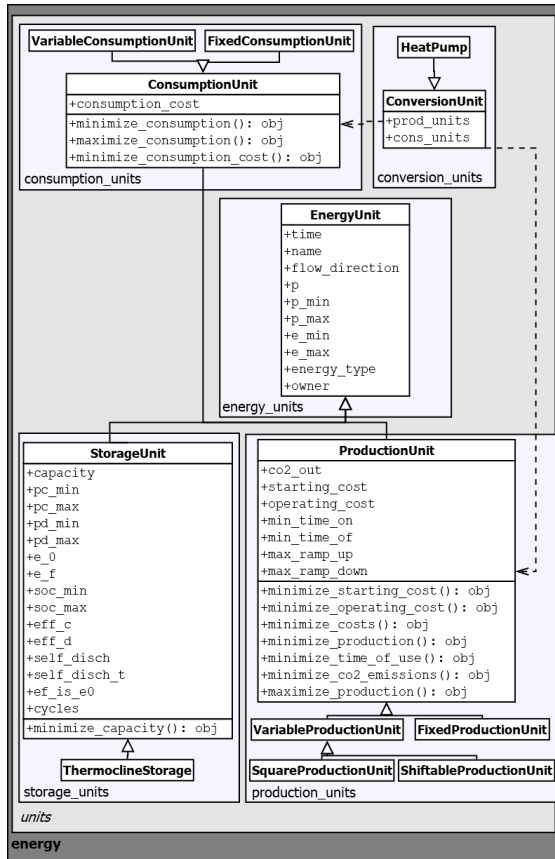 VariableConsumptionUnit
FixedConsumptionUnit
ConsumptionUnit
+consumption_cost
+minimize_consumption(): obj
+maximize_consumption(): obj
+minimize_consumption_cost(): obj
consumption_units
HeatPump
ConversionUnit
+prod_units
+cons_units
conversion_units
EnergyUnit
+time
+name
+flow_direction
+p
+p_min
+p_max
+e_min
+e_max
+energy_type
+owner
energy_units
StorageUnit
+capacity
+pc_min
+pc_max
+pd_min
+pd_max
+e_0
+e_f
+soc_min
+soc_max
+eff_c
+eff_d
+self_disch
+self_disch_t
+ef_is_e0
+cycles
+minimize_capacity(): obj
ThermoclineStorage
storage_units
ProductionUnit
+co2_out
+starting_cost
+operating_cost
+min_time_on
+min_time_of
+max_ramp_up
+max_ramp_down
+minimize_starting_cost(): obj
+minimize_operating_cost(): obj
+minimize_costs(): obj
+minimize_production(): obj
+minimize_time_of_use(): obj
+minimize_co2_emissions(): obj
+maximize_production(): obj
VariableProductionUnit
FixedProductionUnit
SquareProductionUnit
ShiftableProductionUnit
production_units
units
energy